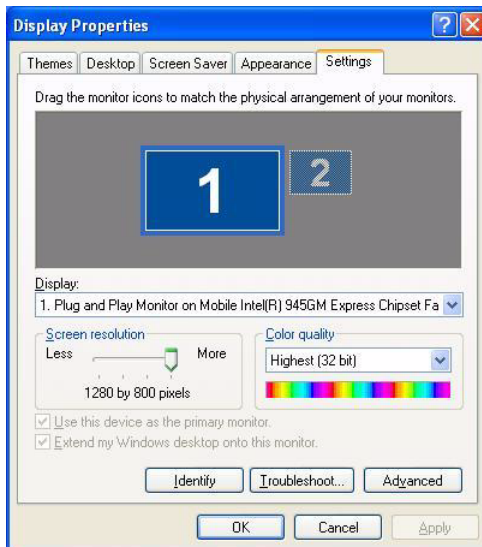 Display Properties
Themes Desktop Screen Saver Appearance Settings
Drag the monitor icons to match the physical arrangement of your monitors.
1 2
Display:
1. Plug and Play Monitor on Mobile Intel(R) 945GM Express Chipset Fa
Screen resolution
Less More
1280 by 800 pixels
Color quality
Highest (32 bit)
Use this device as the primary monitor.
Extend my Windows desktop onto this monitor.
Identify Troubleshoot... Advanced
OK Cancel Apply